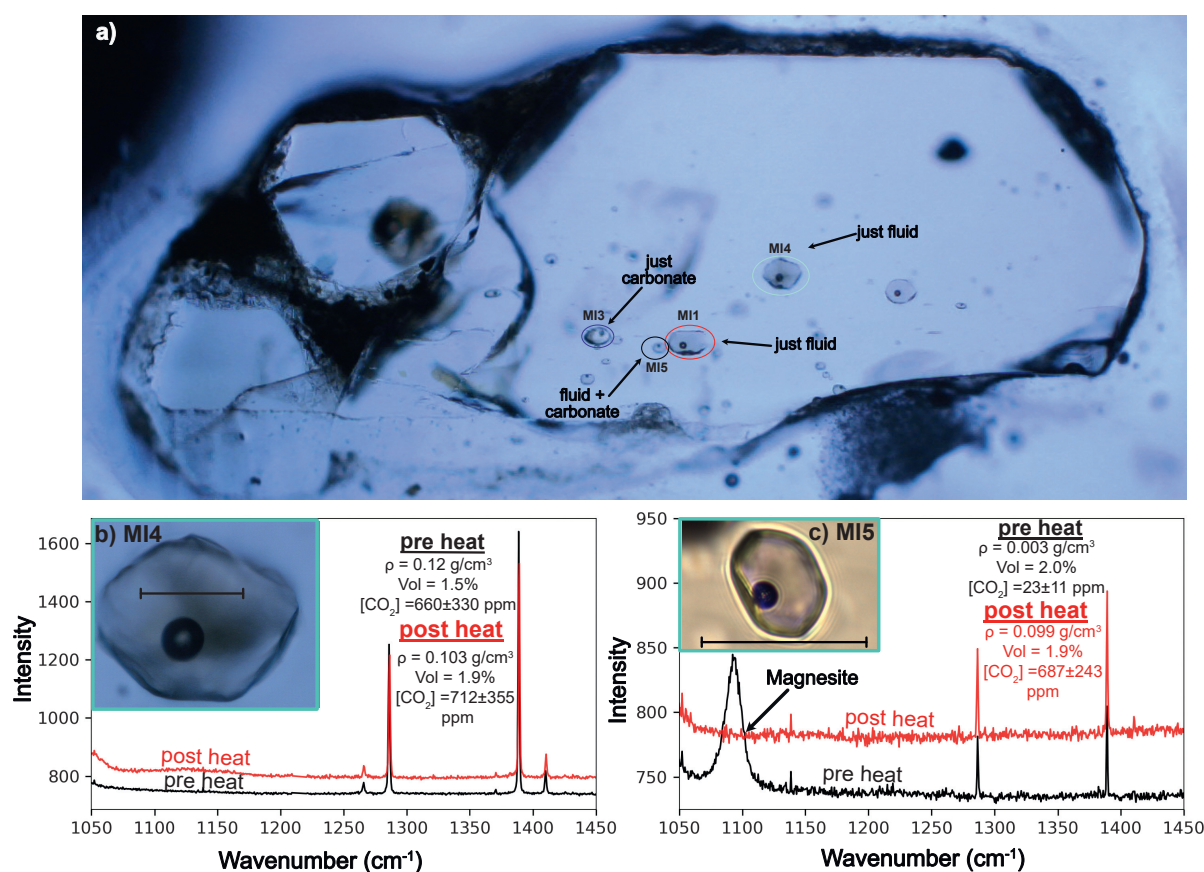 a)
MI4
just fluid
just
carbonate
MI3
MI1
just fluid
MI5
fluid +
carbonate
b) MI4
pre heat
ρ = 0.12 g/cm³
Vol = 1.5%
[CO₂] =660±330 ppm
post heat
ρ = 0.103 g/cm³
Vol = 1.9%
[CO₂] =712±355
ppm
post heat
pre heat
Intensity
1600
1400
1200
1000
800
1050
1100
1150
1200
1250
1300
1350
1400
1450
Wavenumber (cm⁻¹)
c) MI5
pre heat
ρ = 0.003 g/cm³
Vol = 2.0%
[CO₂] =23±11 ppm
post heat
ρ = 0.099 g/cm³
Vol = 1.9%
[CO₂] =687±243
ppm
Magnesite
post heat
pre heat
Intensity
950
900
850
800
750
1050
1100
1150
1200
1250
1300
1350
1400
1450
Wavenumber (cm⁻¹)